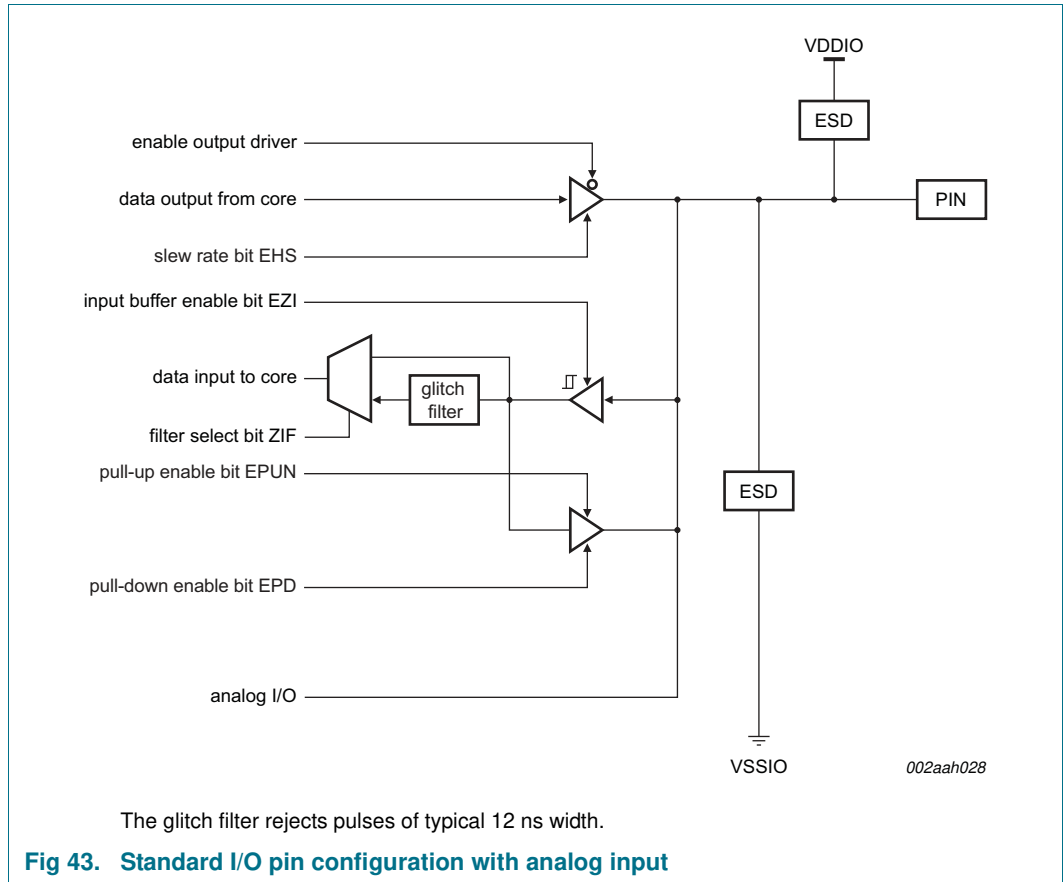 VDDIO
ESD
enable output driver
data output from core
PIN
slew rate bit EHS
input buffer enable bit EZI
data input to core
glitch
filter
filter select bit ZIF
pull-up enable bit EPUN
ESD
pull-down enable bit EPD
analog I/O
VSSIO
002aah028
The glitch filter rejects pulses of typical 12 ns width.
Fig 43. Standard I/O pin configuration with analog input